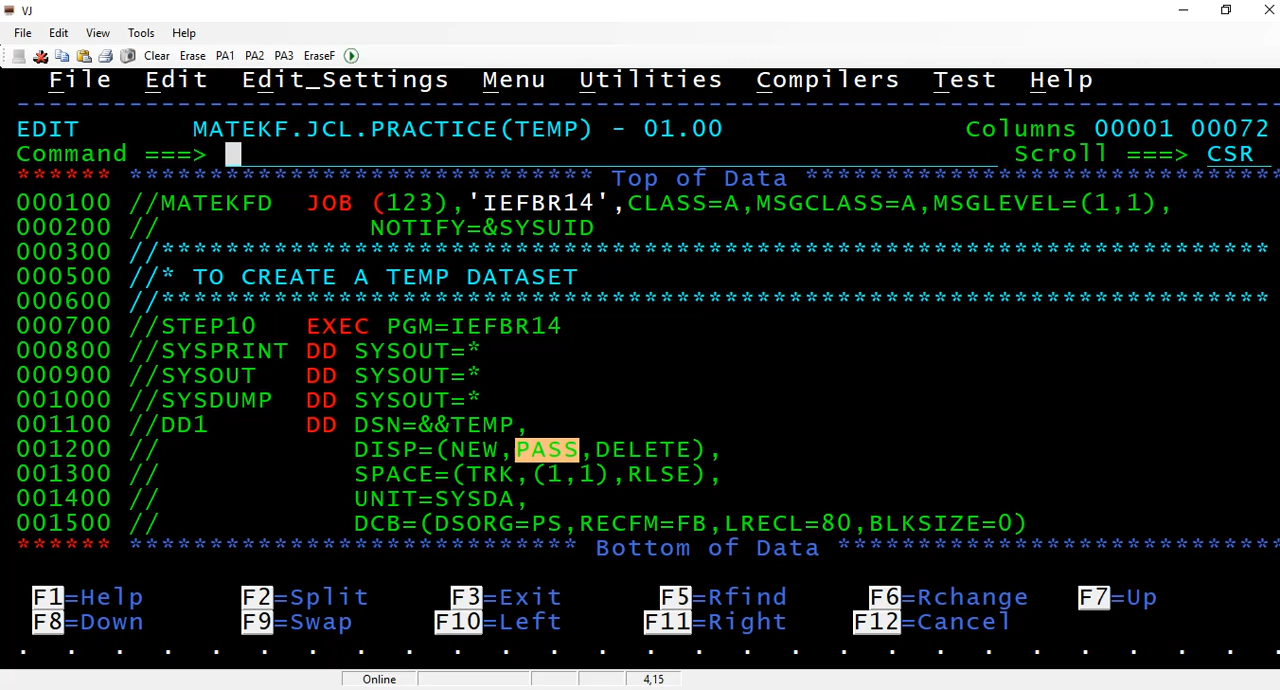 VJ
File Edit View Tools Help
Clear Erase PA1 PA2 PA3 EraseF
File Edit Edit_Settings Menu Utilities Compilers Test Help
--------------------------------------------------------------------------------
EDIT MATEKF.JCL.PRACTICE(TEMP) - 01.00 Columns 00001 00072
Command ===> Scroll ===> CSR
****** ***************************** Top of Data ******************************
000100 //MATEKFD JOB (123),'IEFBR14',CLASS=A,MSGCLASS=A,MSGLEVEL=(1,1),
000200 // NOTIFY=&SYSUID
000300 //*********************************************************************
000500 //* TO CREATE A TEMP DATASET
000600 //*********************************************************************
000700 //STEP10 EXEC PGM=IEFBR14
000800 //SYSPRINT DD SYSOUT=*
000900 //SYSOUT DD SYSOUT=*
001000 //SYSDUMP DD SYSOUT=*
001100 //DD1 DD DSN=&&TEMP,
001200 // DISP=(NEW,PASS,DELETE),
001300 // SPACE=(TRK,(1,1),RLSE),
001400 // UNIT=SYSDA,
001500 // DCB=(DSORG=PS,RECFM=FB,LRECL=80,BLKSIZE=0)
****** **************************** Bottom of Data ****************************
F1=Help F2=Split F3=Exit F5=Rfind F6=Rchange F7=Up
F8=Down F9=Swap F10=Left F11=Right F12=Cancel
. . . . . . . . . . . . . . . . . . . . . . . . . . .
Online 4,15